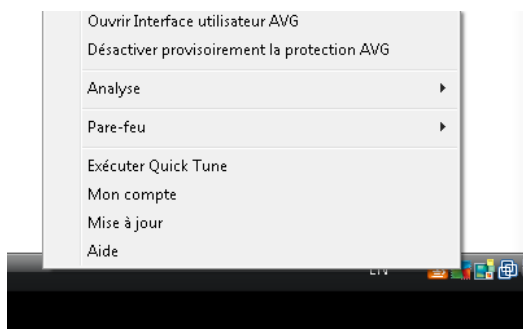 Ouvrir Interface utilisateur AVG
Désactiver provisoirement la protection AVG
Analyse
Pare-feu
Exécuter Quick Tune
Mon compte
Mise à jour
Aide
EN